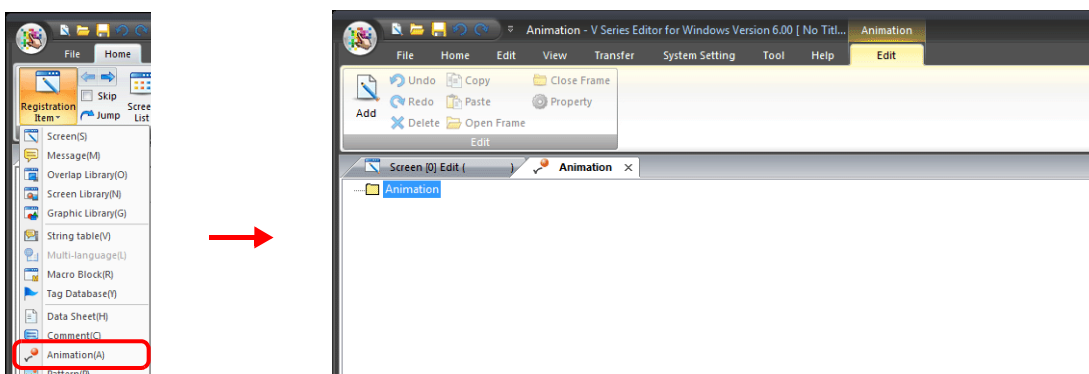 File Home
Registration Item
Skip
Jump
Scree
List
Screen(S)
Message(M)
Overlap Library(O)
Screen Library(N)
Graphic Library(G)
String table(V)
Multi-language(L)
Macro Block(R)
Tag Database(Y)
Data Sheet(H)
Comment(C)
Animation(A)
Pattern(P)
Animation - V Series Editor for Windows Version 6.00 [ No Titl... Animation
File Home Edit View Transfer System Setting Tool Help Edit
Add
Undo Copy Close Frame
Redo Paste Property
Delete Open Frame
Edit
Screen [0] Edit ( ) Animation ×
Animation